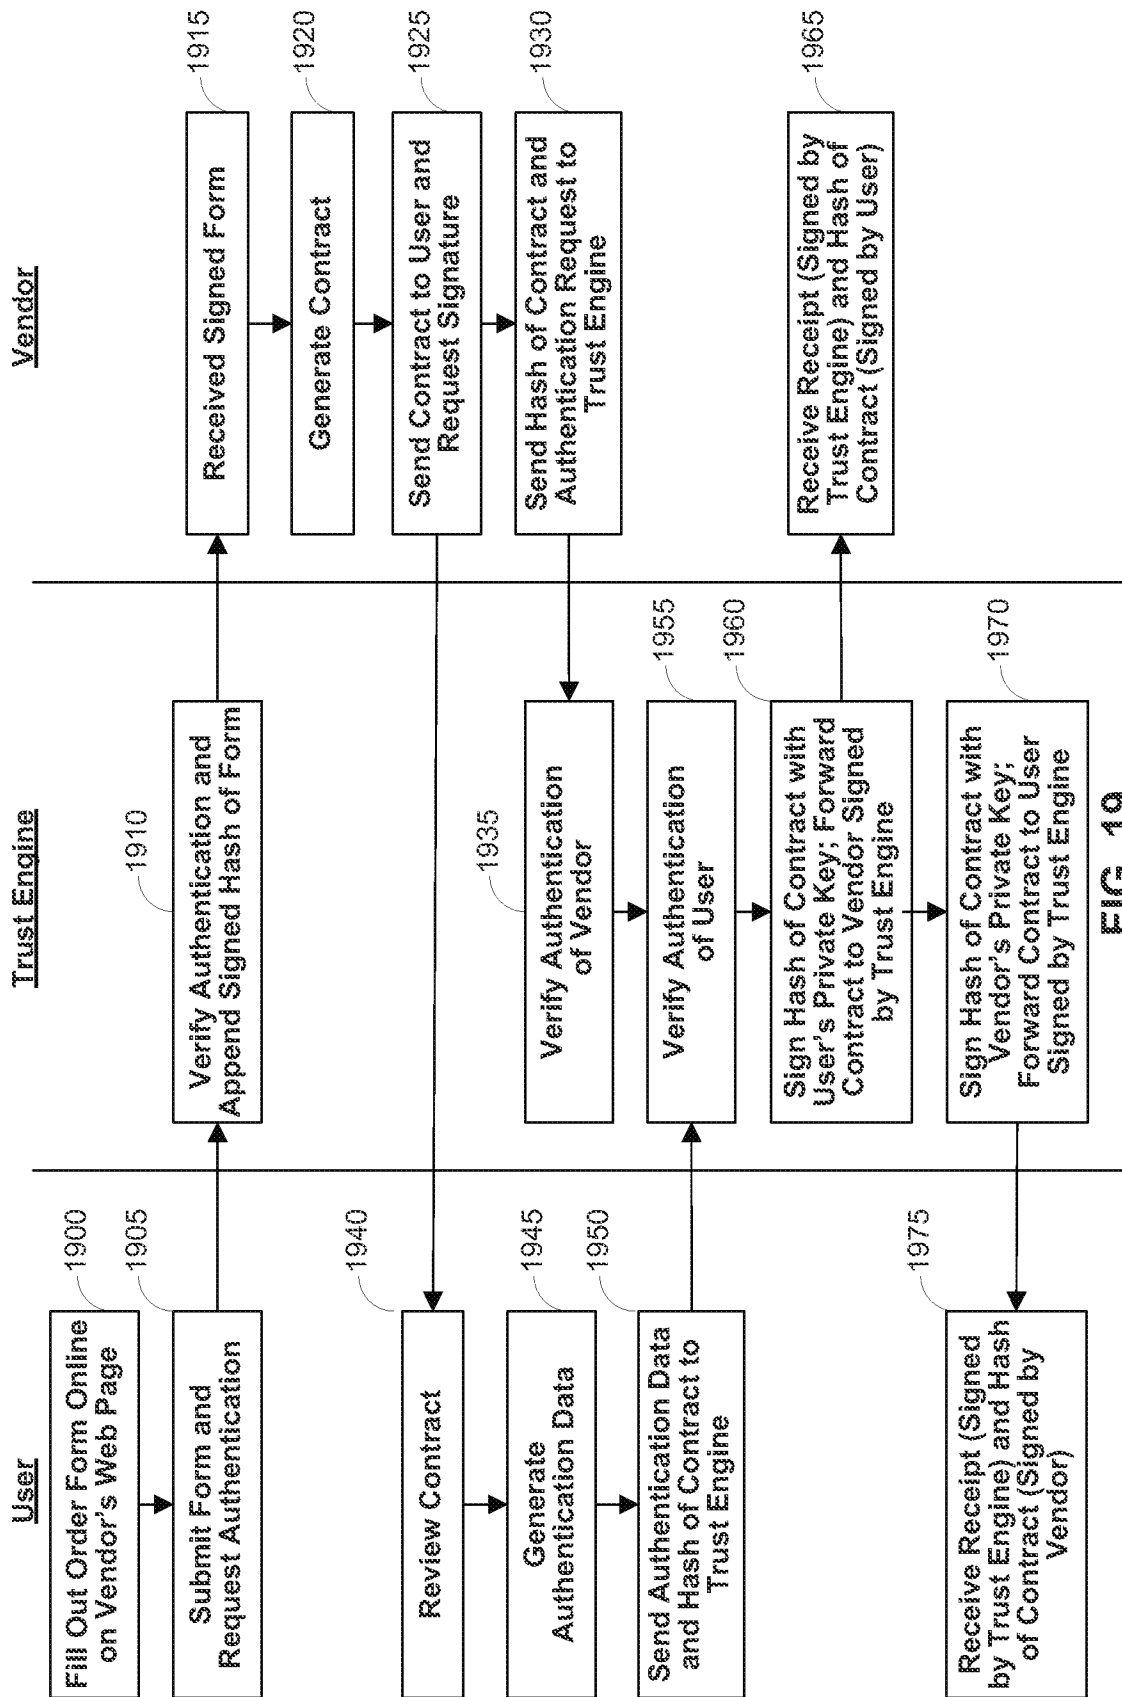 User
Trust Engine
Vendor
1900
Fill Out Order Form Online
on Vendor's Web Page
1905
Submit Form and
Request Authentication
1910
Verify Authentication and
Append Signed Hash of Form
1915
Received Signed Form
1920
Generate Contract
1925
Send Contract to User and
Request Signature
1930
Send Hash of Contract and
Authentication Request to
Trust Engine
1935
Verify Authentication
of Vendor
1940
Review Contract
1945
Generate
Authentication Data
1950
Send Authentication Data
and Hash of Contract to
Trust Engine
1955
Verify Authentication
of User
1960
Sign Hash of Contract with
User's Private Key; Forward
Contract to Vendor Signed
by Trust Engine
1965
Receive Receipt (Signed by
Trust Engine) and Hash of
Contract (Signed by User)
1970
Sign Hash of Contract with
Vendor's Private Key;
Forward Contract to User
Signed by Trust Engine
1975
Receive Receipt (Signed
by Trust Engine) and Hash
of Contract (Signed by
Vendor)
FIG. 19